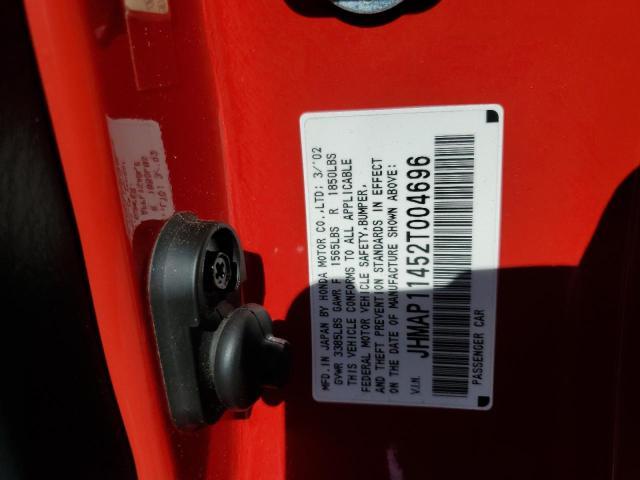 MFD. IN JAPAN BY HONDA MOTOR CO., LTD: 3/'02
GVWR 3385LBS GAWR F 1565LBS R 1850LBS
THIS VEHICLE CONFORMS TO ALL APPLICABLE
FEDERAL MOTOR VEHICLE SAFETY, BUMPER,
AND THEFT PREVENTION STANDARDS IN EFFECT
ON THE DATE OF MANUFACTURE SHOWN ABOVE:
V.I.N. JHMAP11452T004696
PASSENGER CAR